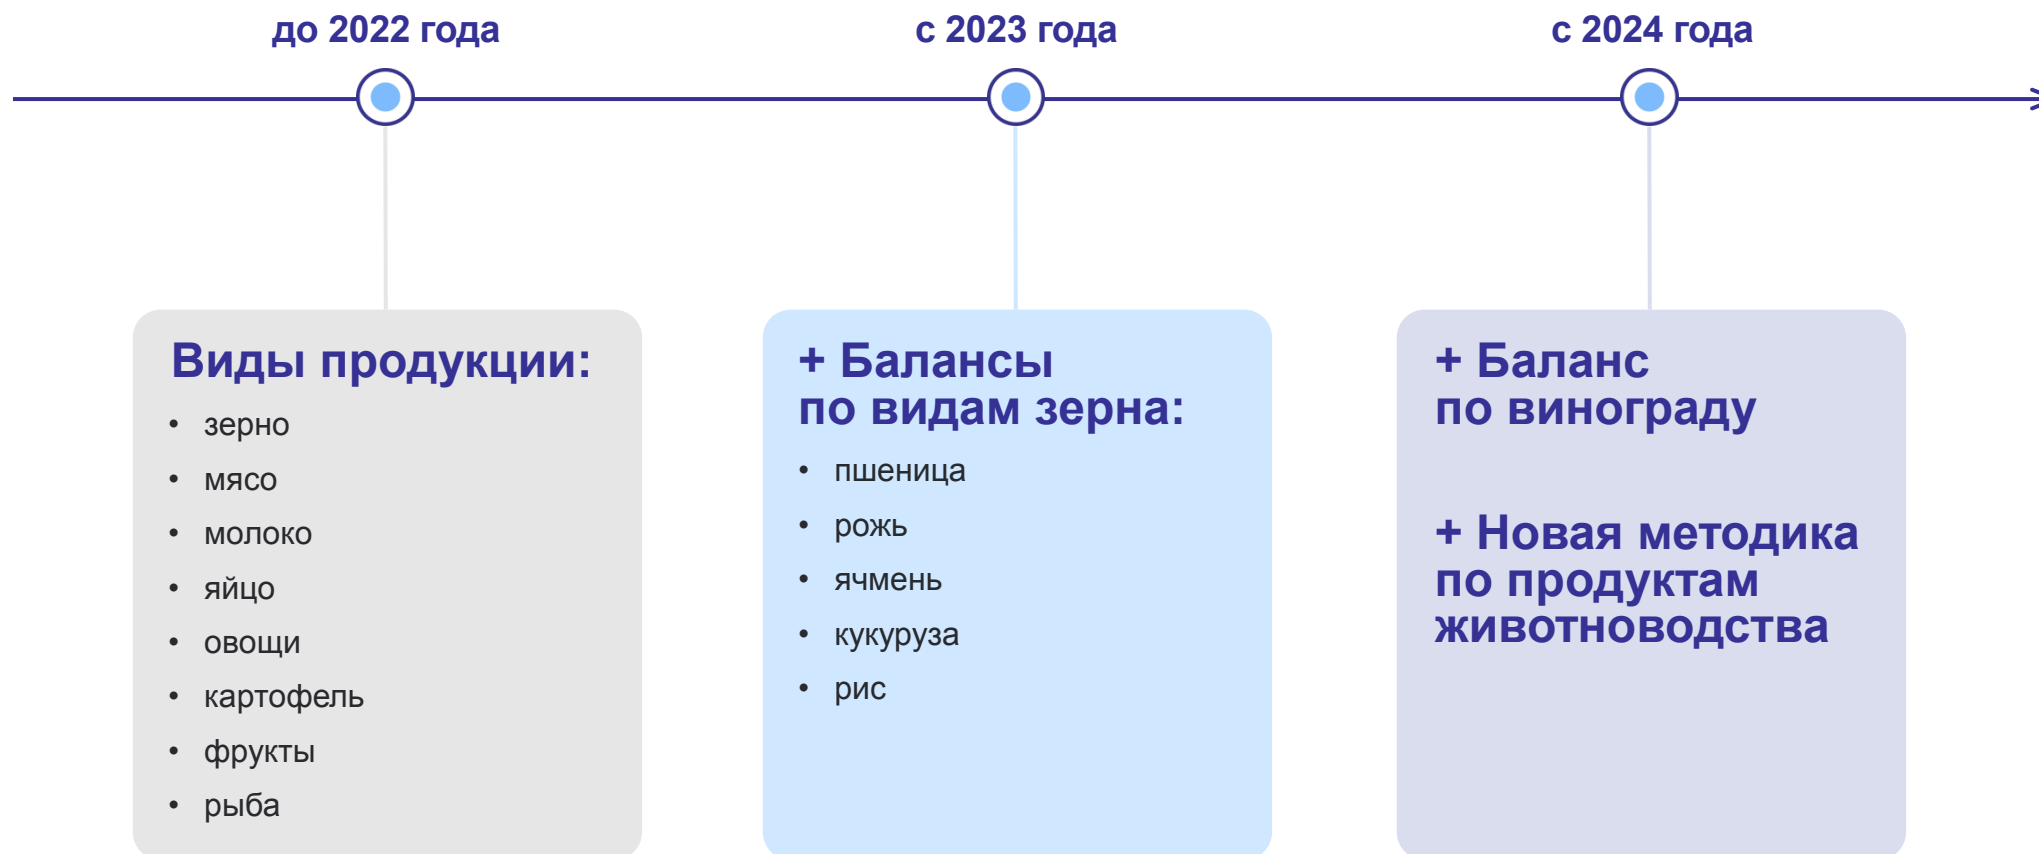 до 2022 года
с 2023 года
с 2024 года
Виды продукции:
• зерно
• мясо
• молоко
• яйцо
• овощи
• картофель
• фрукты
• рыба
+ Балансы
по видам зерна:
• пшеница
• рожь
• ячмень
• кукуруза
• рис
+ Баланс
по винограду
+ Новая методика
по продуктам
животноводства